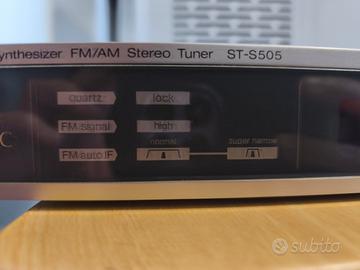 ynthesizer FM/AM Stereo Tuner ST-S505
quartz lock
FM signal high
C
FM auto IF normal super narrow
subito